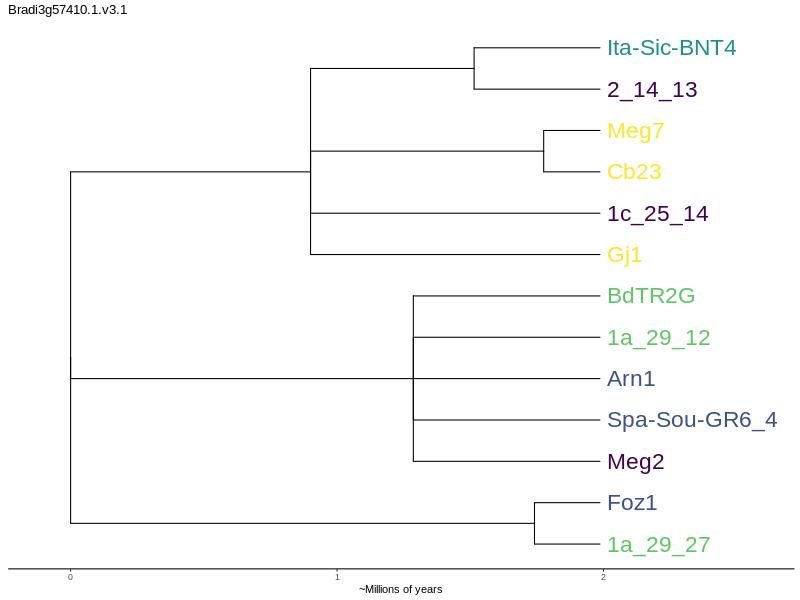 Bradi3g57410.1.v3.1
Ita-Sic-BNT4
2_14_13
Meg7
Cb23
1c_25_14
Gj1
BdTR2G
1a_29_12
Arn1
Spa-Sou-GR6_4
Meg2
Foz1
1a_29_27
0 1 2
~Millions of years